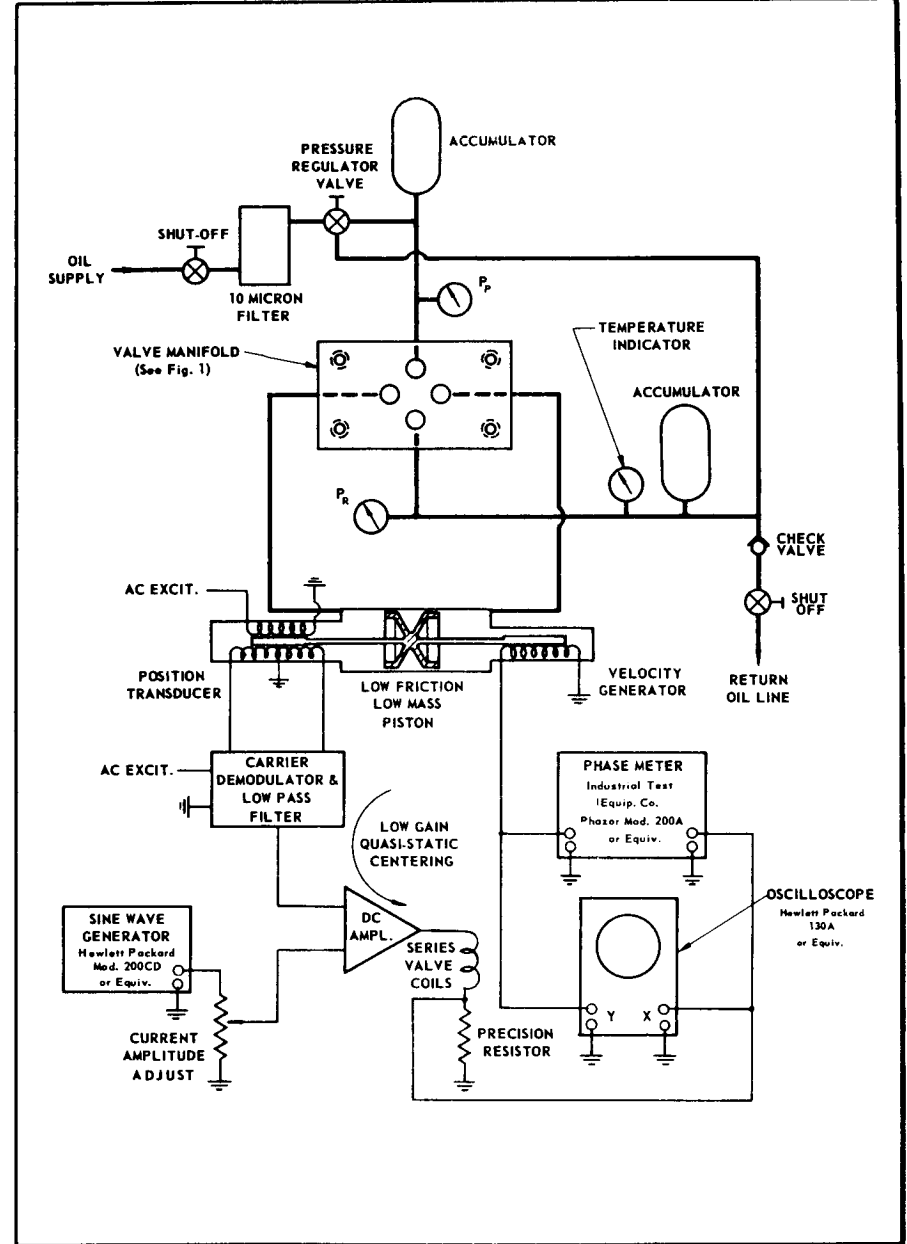 ACCUMULATOR
PRESSURE
REGULATOR
VALVE
SHUT-OFF
OIL
SUPPLY
10 MICRON
FILTER
P_P
VALVE MANIFOLD
(See Fig. 1)
TEMPERATURE
INDICATOR
ACCUMULATOR
P_R
CHECK
VALVE
SHUT
OFF
RETURN
OIL LINE
AC EXCIT.
POSITION
TRANSDUCER
LOW FRICTION
LOW MASS
PISTON
VELOCITY
GENERATOR
AC EXCIT.
CARRIER
DEMODULATOR &
LOW PASS
FILTER
LOW GAIN
QUASI-STATIC
CENTERING
PHASE METER
Industrial Test
Equip. Co.
Phazor Mod. 200A
or Equiv.
DC
AMPL.
SERIES
VALVE
COILS
OSCILLOSCOPE
Hewlett Packard
130A
or Equiv.
Y X
SINE WAVE
GENERATOR
Hewlett Packard
Mod. 200CD
or Equiv.
CURRENT
AMPLITUDE
ADJUST
PRECISION
RESISTOR